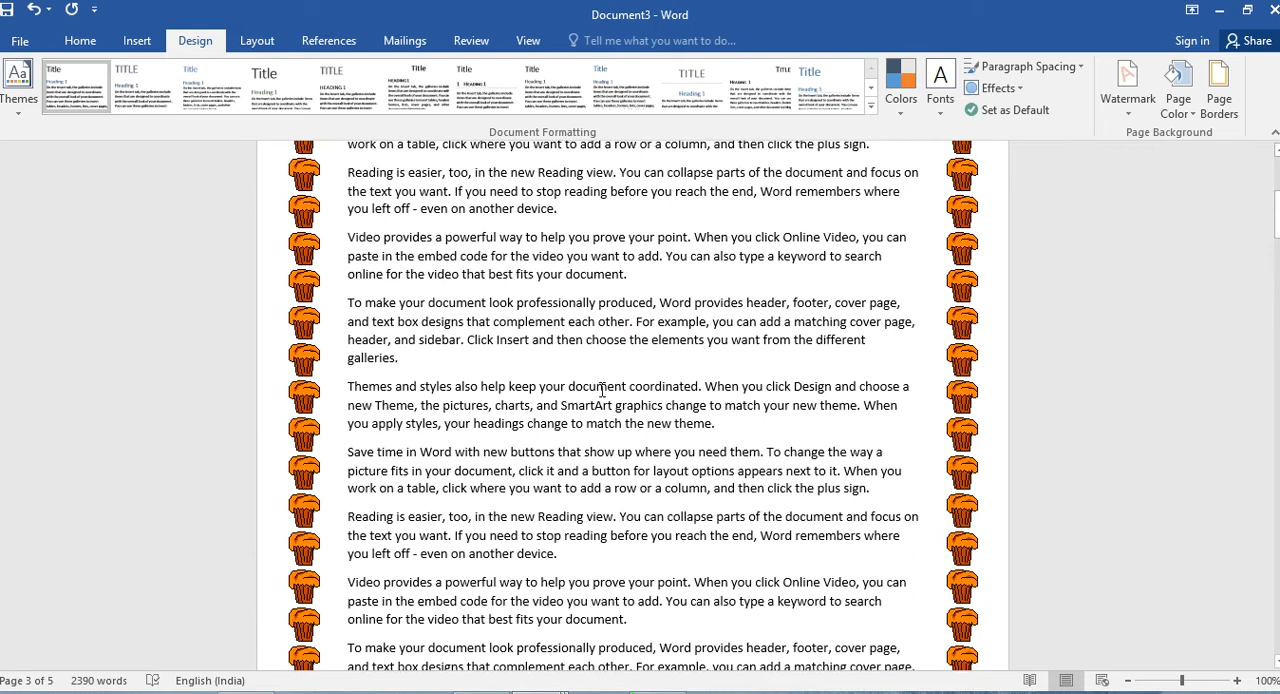 Document3 - Word
File Home Insert Design Layout References Mailings Review View Tell me what you want to do... Sign in Share
Themes
Colors
Fonts
Paragraph Spacing
Effects
Set as Default
Watermark
Page Color
Page Borders
Document Formatting
Page Background
work on a table, click where you want to add a row or a column, and then click the plus sign.
Reading is easier, too, in the new Reading view. You can collapse parts of the document and focus on
the text you want. If you need to stop reading before you reach the end, Word remembers where
you left off - even on another device.
Video provides a powerful way to help you prove your point. When you click Online Video, you can
paste in the embed code for the video you want to add. You can also type a keyword to search
online for the video that best fits your document.
To make your document look professionally produced, Word provides header, footer, cover page,
and text box designs that complement each other. For example, you can add a matching cover page,
header, and sidebar. Click Insert and then choose the elements you want from the different
galleries.
Themes and styles also help keep your document coordinated. When you click Design and choose a
new Theme, the pictures, charts, and SmartArt graphics change to match your new theme. When
you apply styles, your headings change to match the new theme.
Save time in Word with new buttons that show up where you need them. To change the way a
picture fits in your document, click it and a button for layout options appears next to it. When you
work on a table, click where you want to add a row or a column, and then click the plus sign.
Reading is easier, too, in the new Reading view. You can collapse parts of the document and focus on
the text you want. If you need to stop reading before you reach the end, Word remembers where
you left off - even on another device.
Video provides a powerful way to help you prove your point. When you click Online Video, you can
paste in the embed code for the video you want to add. You can also type a keyword to search
online for the video that best fits your document.
To make your document look professionally produced, Word provides header, footer, cover page,
and text box designs that complement each other. For example, you can add a matching cover page,
Page 3 of 5 2390 words English (India) 100%